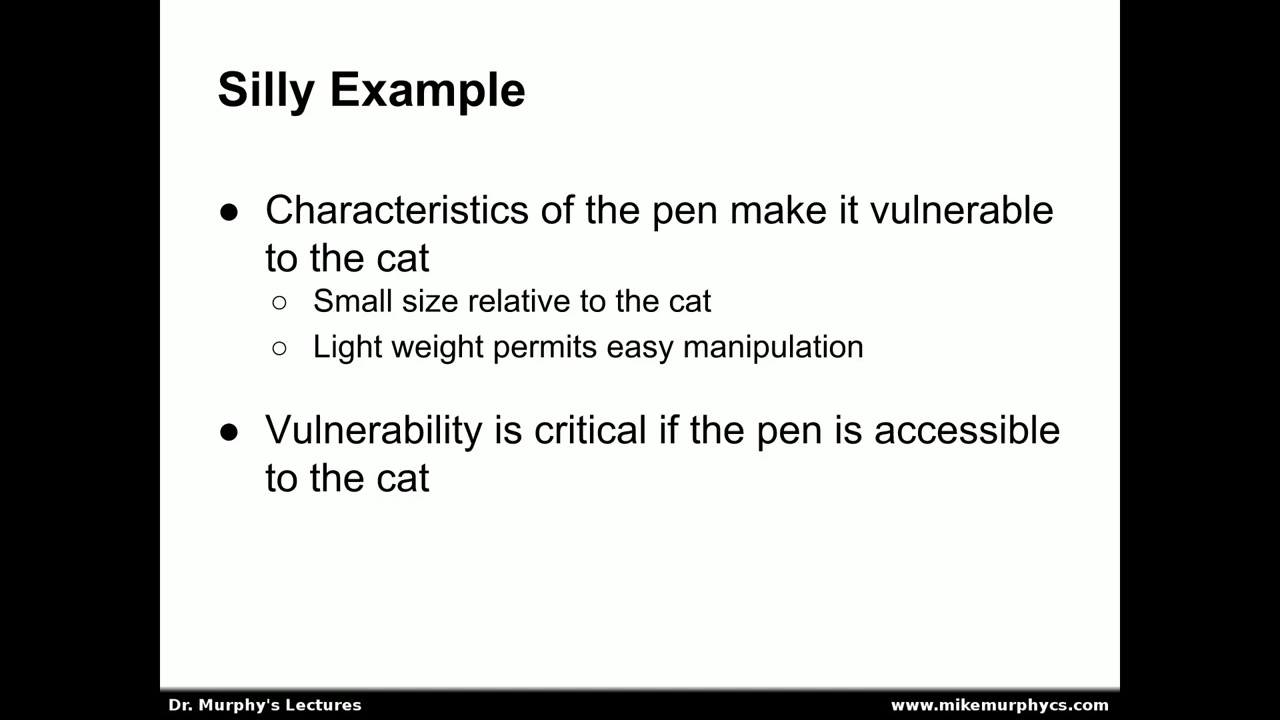 Silly Example
● Characteristics of the pen make it vulnerable
to the cat
○ Small size relative to the cat
○ Light weight permits easy manipulation
● Vulnerability is critical if the pen is accessible
to the cat
Dr. Murphy's Lectures
www.mikemurphycs.com